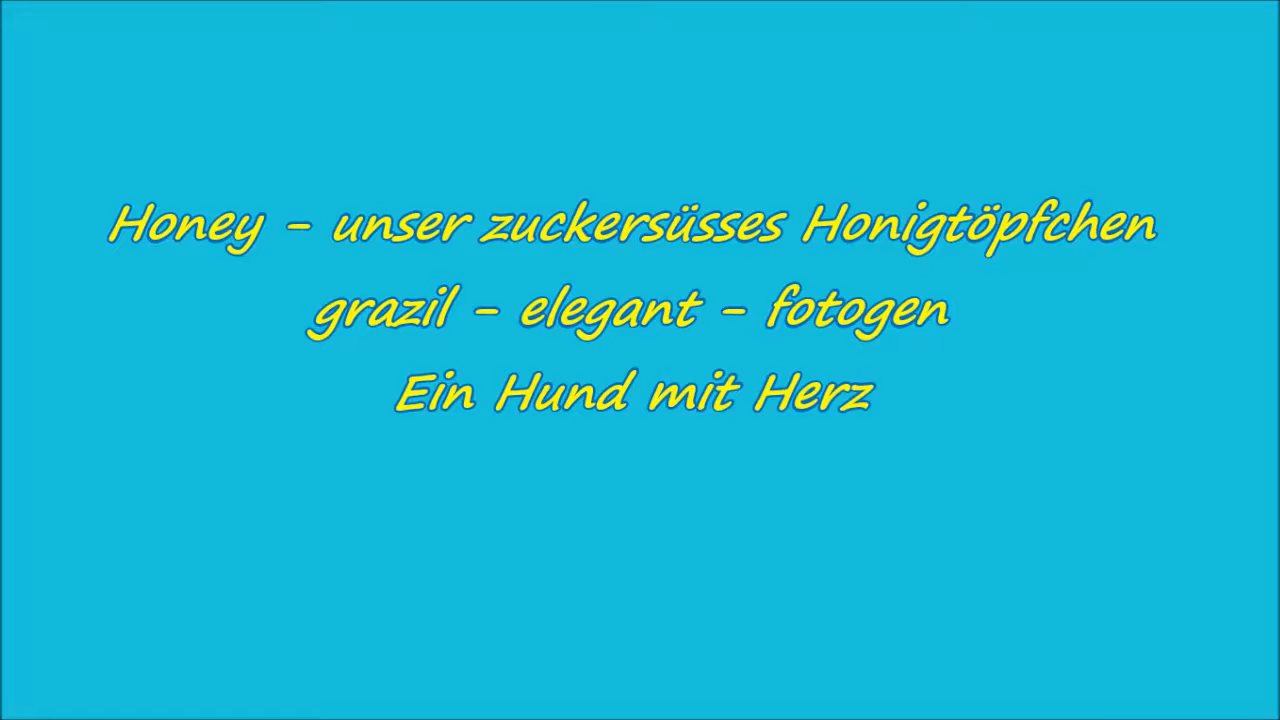 Honey - unser zuckersüsses Honigtöpfchen
grazil - elegant - fotogen
Ein Hund mit Herz